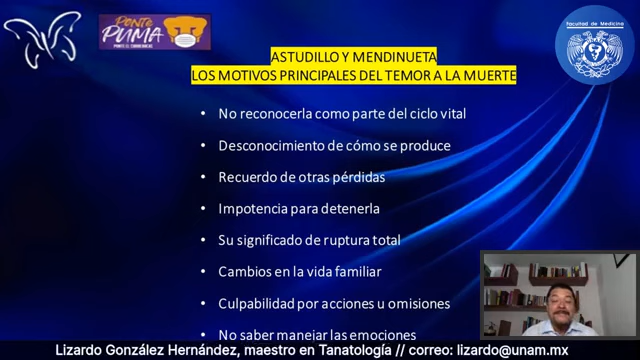 PONTE
PUMA
PONTE EL CUBREBOCAS
Facultad de Medicina
ASTUDILLO Y MENDINUETA
LOS MOTIVOS PRINCIPALES DEL TEMOR A LA MUERTE
• No reconocerla como parte del ciclo vital
• Desconocimiento de cómo se produce
• Recuerdo de otras pérdidas
• Impotencia para detenerla
• Su significado de ruptura total
• Cambios en la vida familiar
• Culpabilidad por acciones u omisiones
• No saber manejar las emociones
Lizardo González Hernández, maestro en Tanatología // correo: lizardo@unam.mx